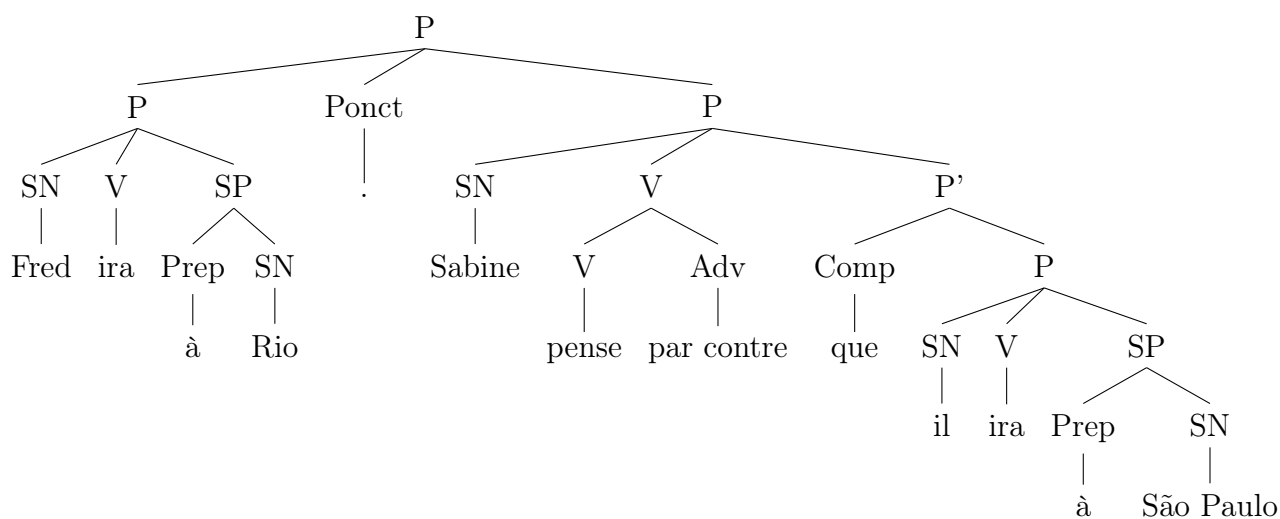 P
P Ponct P
SN V SP . SN V P'
Fred ira Prep SN Sabine V Adv Comp P
à Rio pense par contre que SN V SP
il ira Prep SN
à São Paulo